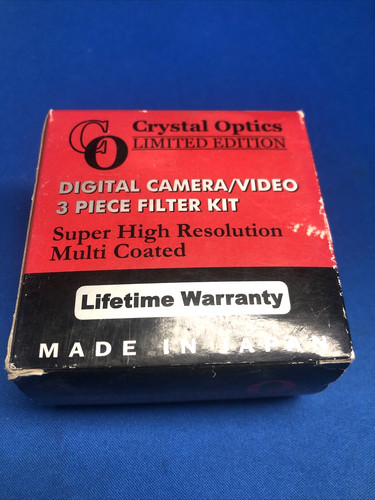 CO
Crystal Optics
LIMITED EDITION
DIGITAL CAMERA/VIDEO
3 PIECE FILTER KIT
Super High Resolution
Multi Coated
Lifetime Warranty
MADE IN JAPAN